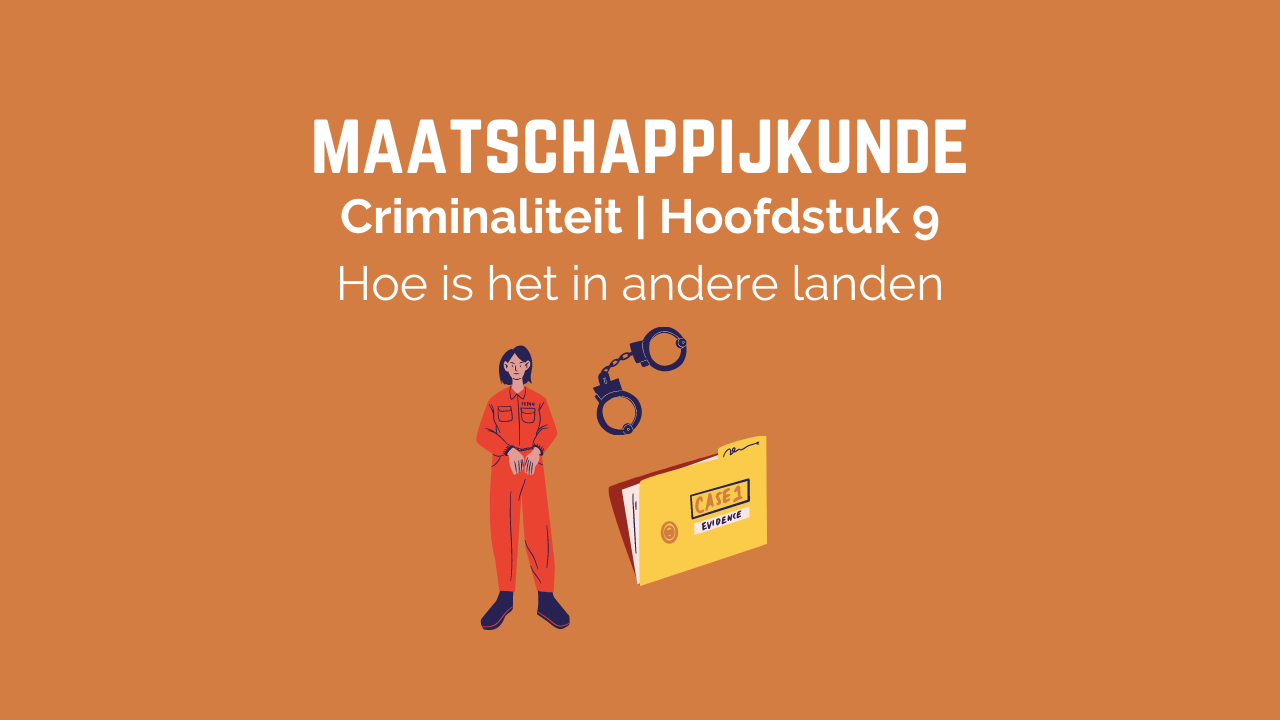 MAATSCHAPPIJKUNDE
Criminaliteit | Hoofdstuk 9
Hoe is het in andere landen
CASE 1
EVIDENCE